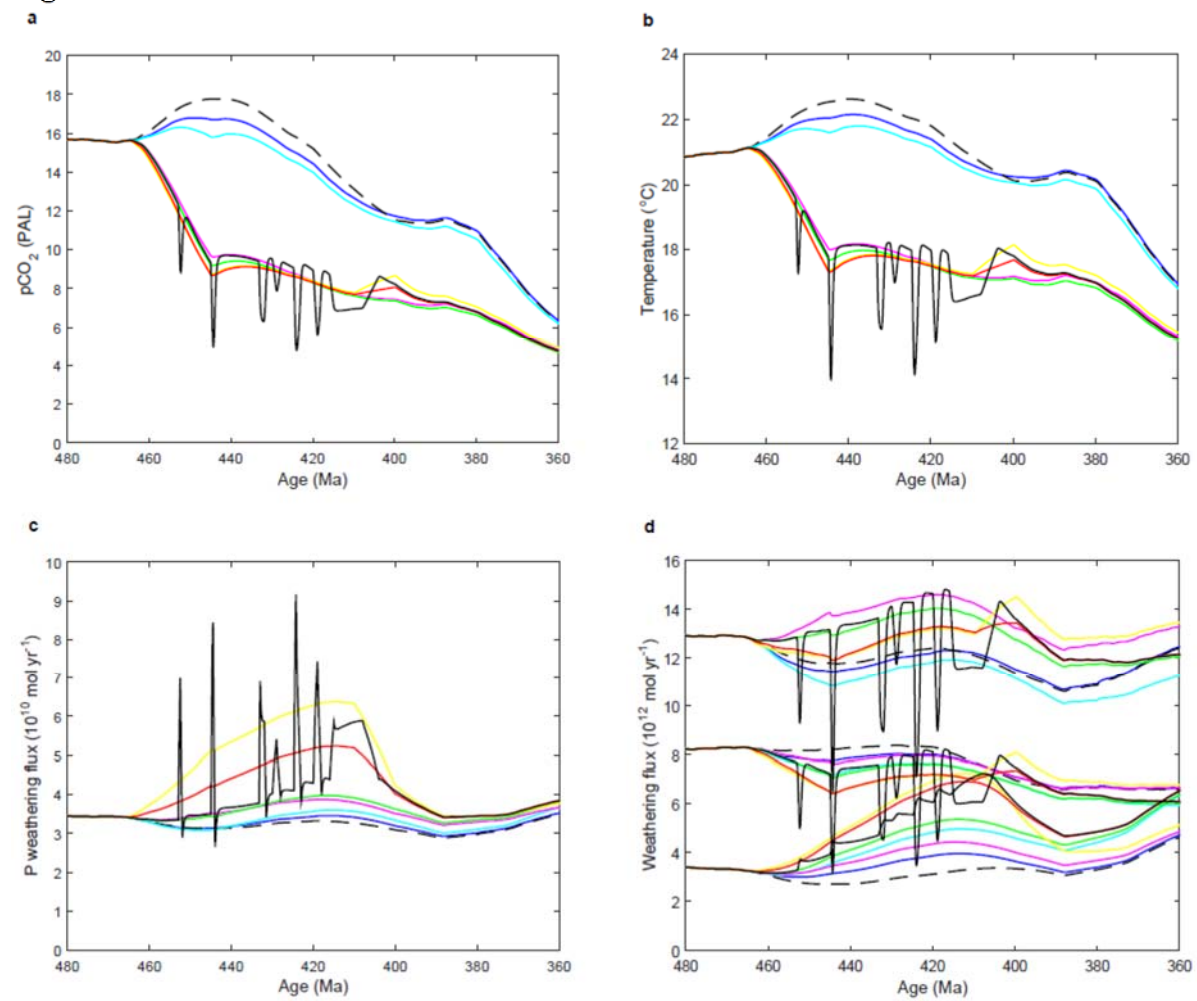 a
20
18
16
14
12
10
8
6
4
2
0
pCO2 (PAL)
480 460 440 420 400 380 360
Age (Ma)
b
24
22
20
18
16
14
12
Temperature (°C)
480 460 440 420 400 380 360
Age (Ma)
c
10
9
8
7
6
5
4
3
2
1
0
P weathering flux (10^10 mol yr^-1)
480 460 440 420 400 380 360
Age (Ma)
d
16
14
12
10
8
6
4
2
0
Weathering flux (10^12 mol yr^-1)
480 460 440 420 400 380 360
Age (Ma)